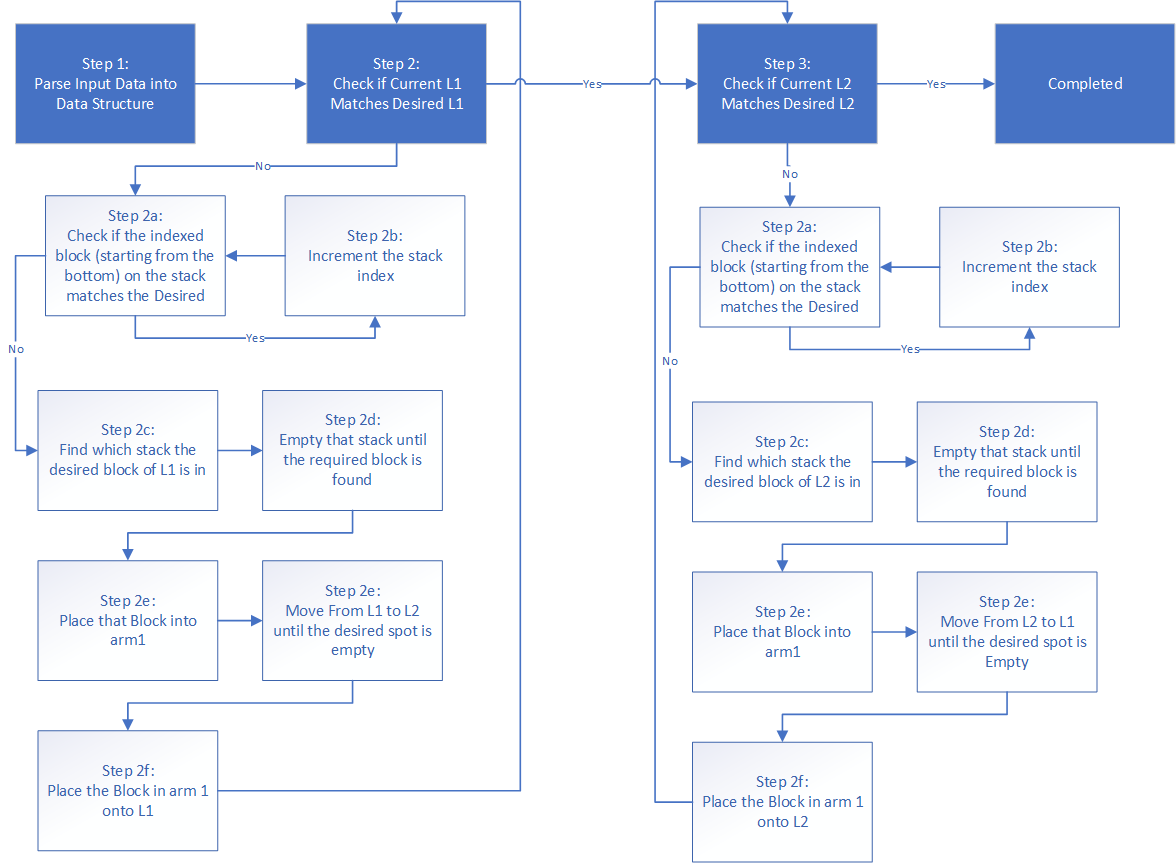 Step 1:
Parse Input Data into
Data Structure
Step 2:
Check if Current L1
Matches Desired L1
Yes
Step 3:
Check if Current L2
Matches Desired L2
Yes
Completed
No
No
Step 2a:
Check if the indexed
block (starting from the
bottom) on the stack
matches the Desired
Step 2b:
Increment the stack
index
Yes
No
Step 2c:
Find which stack the
desired block of L1 is in
Step 2d:
Empty that stack until
the required block is
found
Step 2e:
Place that Block into
arm1
Step 2e:
Move From L1 to L2
until the desired spot is
empty
Step 2f:
Place the Block in arm 1
onto L1
Step 2a:
Check if the indexed
block (starting from the
bottom) on the stack
matches the Desired
Step 2b:
Increment the stack
index
Yes
No
Step 2c:
Find which stack the
desired block of L2 is in
Step 2d:
Empty that stack until
the required block is
found
Step 2e:
Place that Block into
arm1
Step 2e:
Move From L2 to L1
until the desired spot is
Empty
Step 2f:
Place the Block in arm 1
onto L2